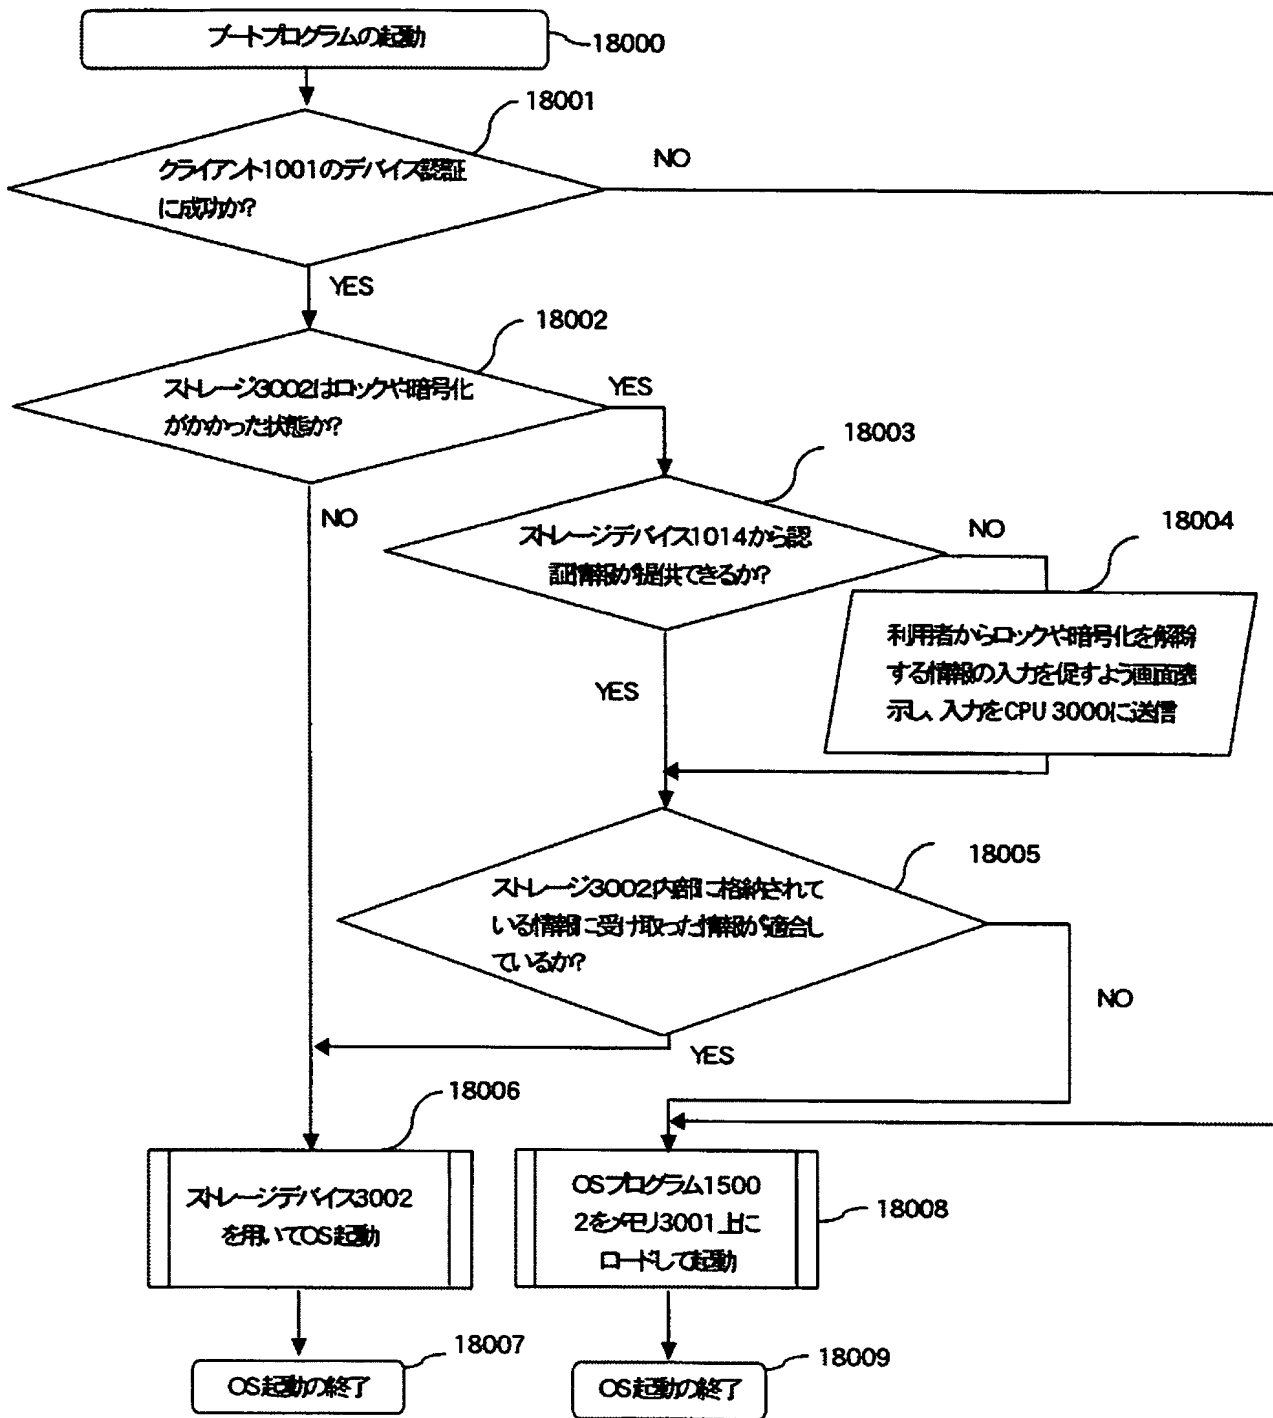 ブートプログラムの起動
18000
18001
クライアント1001のデバイス認証
に成功か?
NO
YES
18002
ストレージ3002はロックや暗号化
がかかった状態か?
YES
18003
NO
ストレージデバイス1014から認
証情報が提供できるか?
NO
18004
利用者からロックや暗号化を解除
する情報の入力を促すよう画面表
示し、入力をCPU 3000に送信
YES
18005
ストレージ3002内部に格納されて
いる情報に受け取った情報が適合し
ているか?
NO
YES
18006
ストレージデバイス3002
を用いてOS起動
OSプログラム1500
2をメモリ3001上に
ロードして起動
18008
18007
OS起動の終了
18009
OS起動の終了